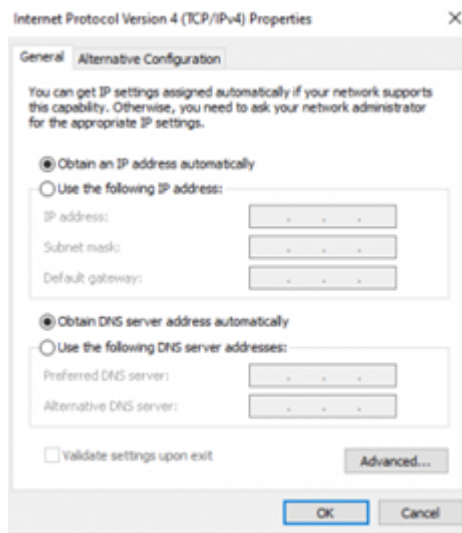 Internet Protocol Version 4 (TCP/IPv4) Properties
General
Alternative Configuration
You can get IP settings assigned automatically if your network supports
this capability. Otherwise, you need to ask your network administrator
for the appropriate IP settings.
Obtain an IP address automatically
Use the following IP address:
IP address:
Subnet mask:
Default gateway:
Obtain DNS server address automatically
Use the following DNS server addresses:
Preferred DNS server:
Alternative DNS server:
Validate settings upon exit
Advanced...
OK
Cancel